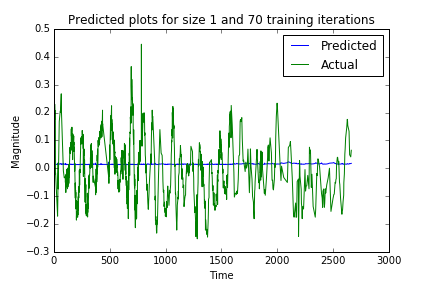 Predicted plots for size 1 and 70 training iterations
Predicted
Actual
Magnitude
0.5
0.4
0.3
0.2
0.1
0.0
−0.1
−0.2
−0.3
0 500 1000 1500 2000 2500 3000
Time